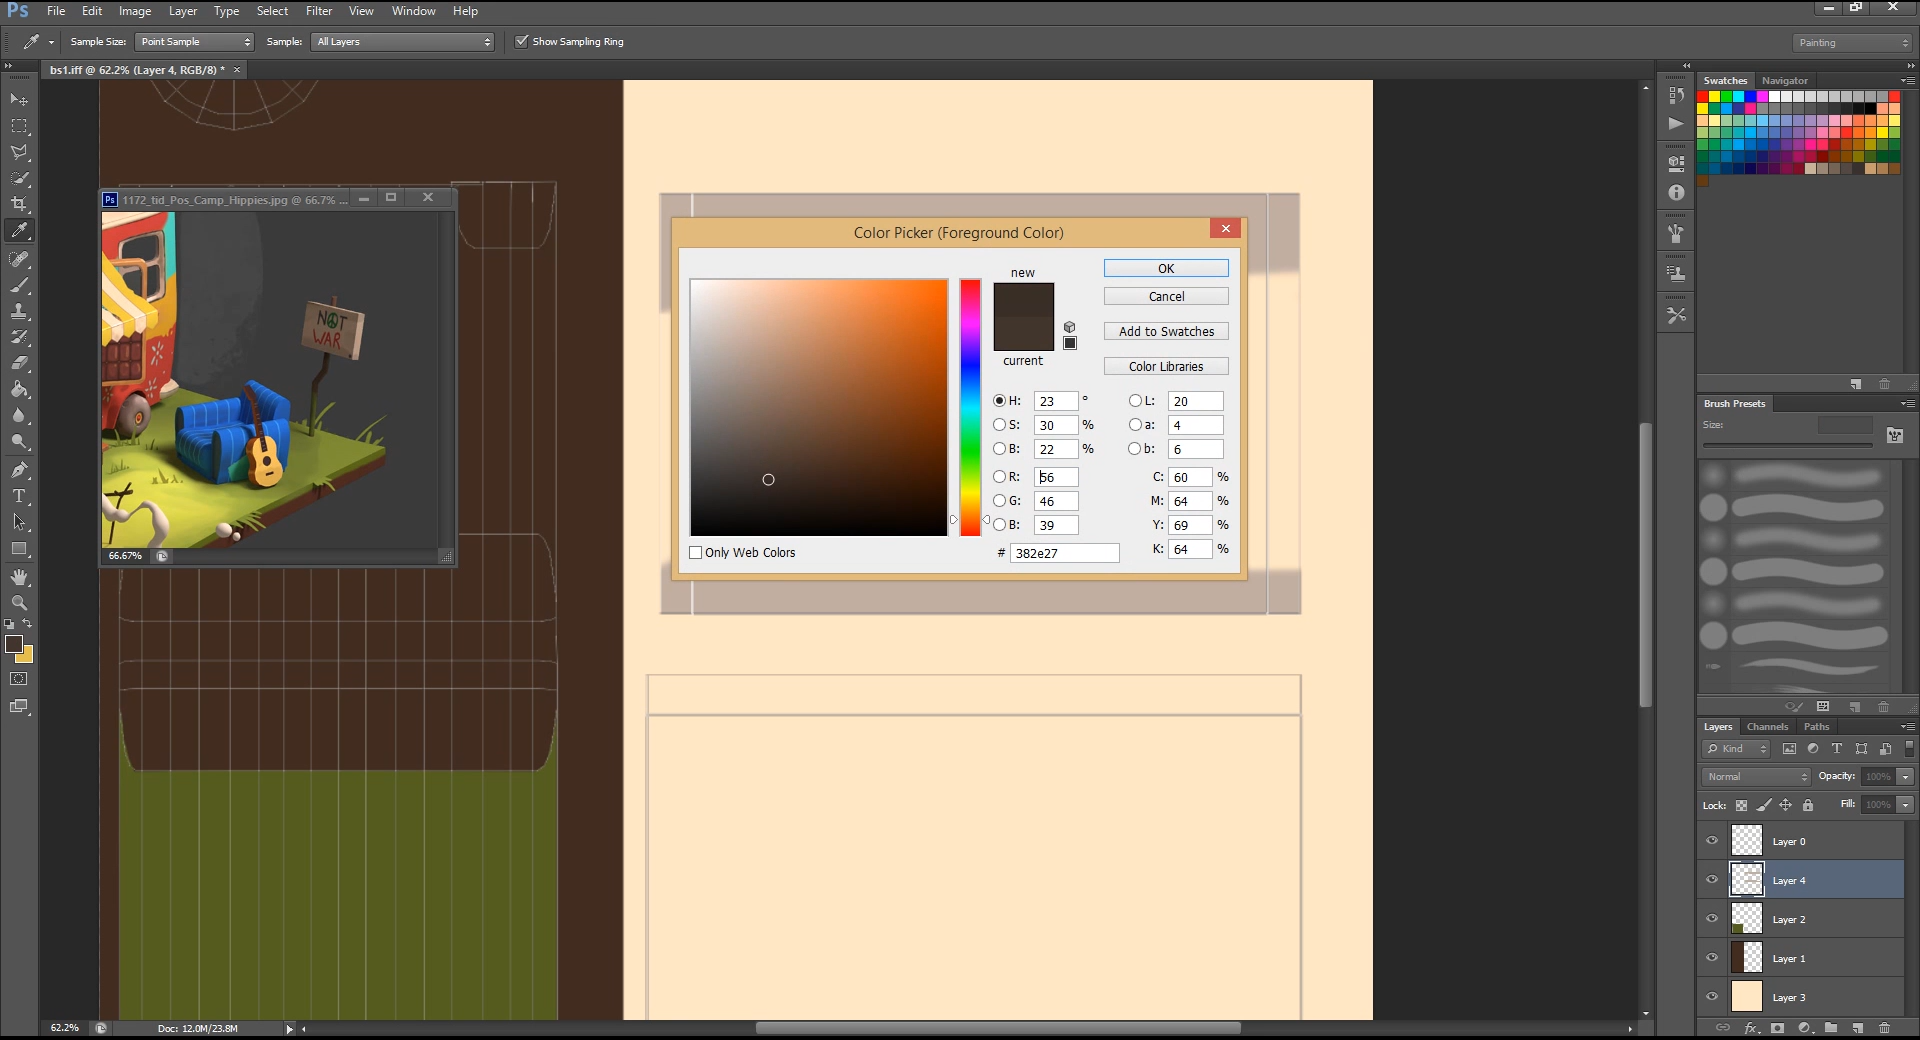 Ps File Edit Image Layer Type Select Filter View Window Help
Sample Size: Point Sample Sample: All Layers Show Sampling Ring Painting
bs1.iff @ 62.2% (Layer 4, RGB/8) * ×
Swatches Navigator
Ps 1172_tid_Pos_Camp_Hippies.jpg @ 66.7% ...
NOT
WAR
66.67%
Color Picker (Foreground Color)
new
current
OK
Cancel
Add to Swatches
Color Libraries
H: 23 °
S: 30 %
B: 22 %
R: 56
G: 46
B: 39
L: 20
a: 4
b: 6
C: 60 %
M: 64 %
Y: 69 %
K: 64 %
Only Web Colors
# 382e27
Brush Presets
Size:
Layers Channels Paths
Kind
Normal Opacity: 100%
Lock: Fill: 100%
Layer 0
Layer 4
Layer 2
Layer 1
Layer 3
62.2% Doc: 12.0M/23.8M